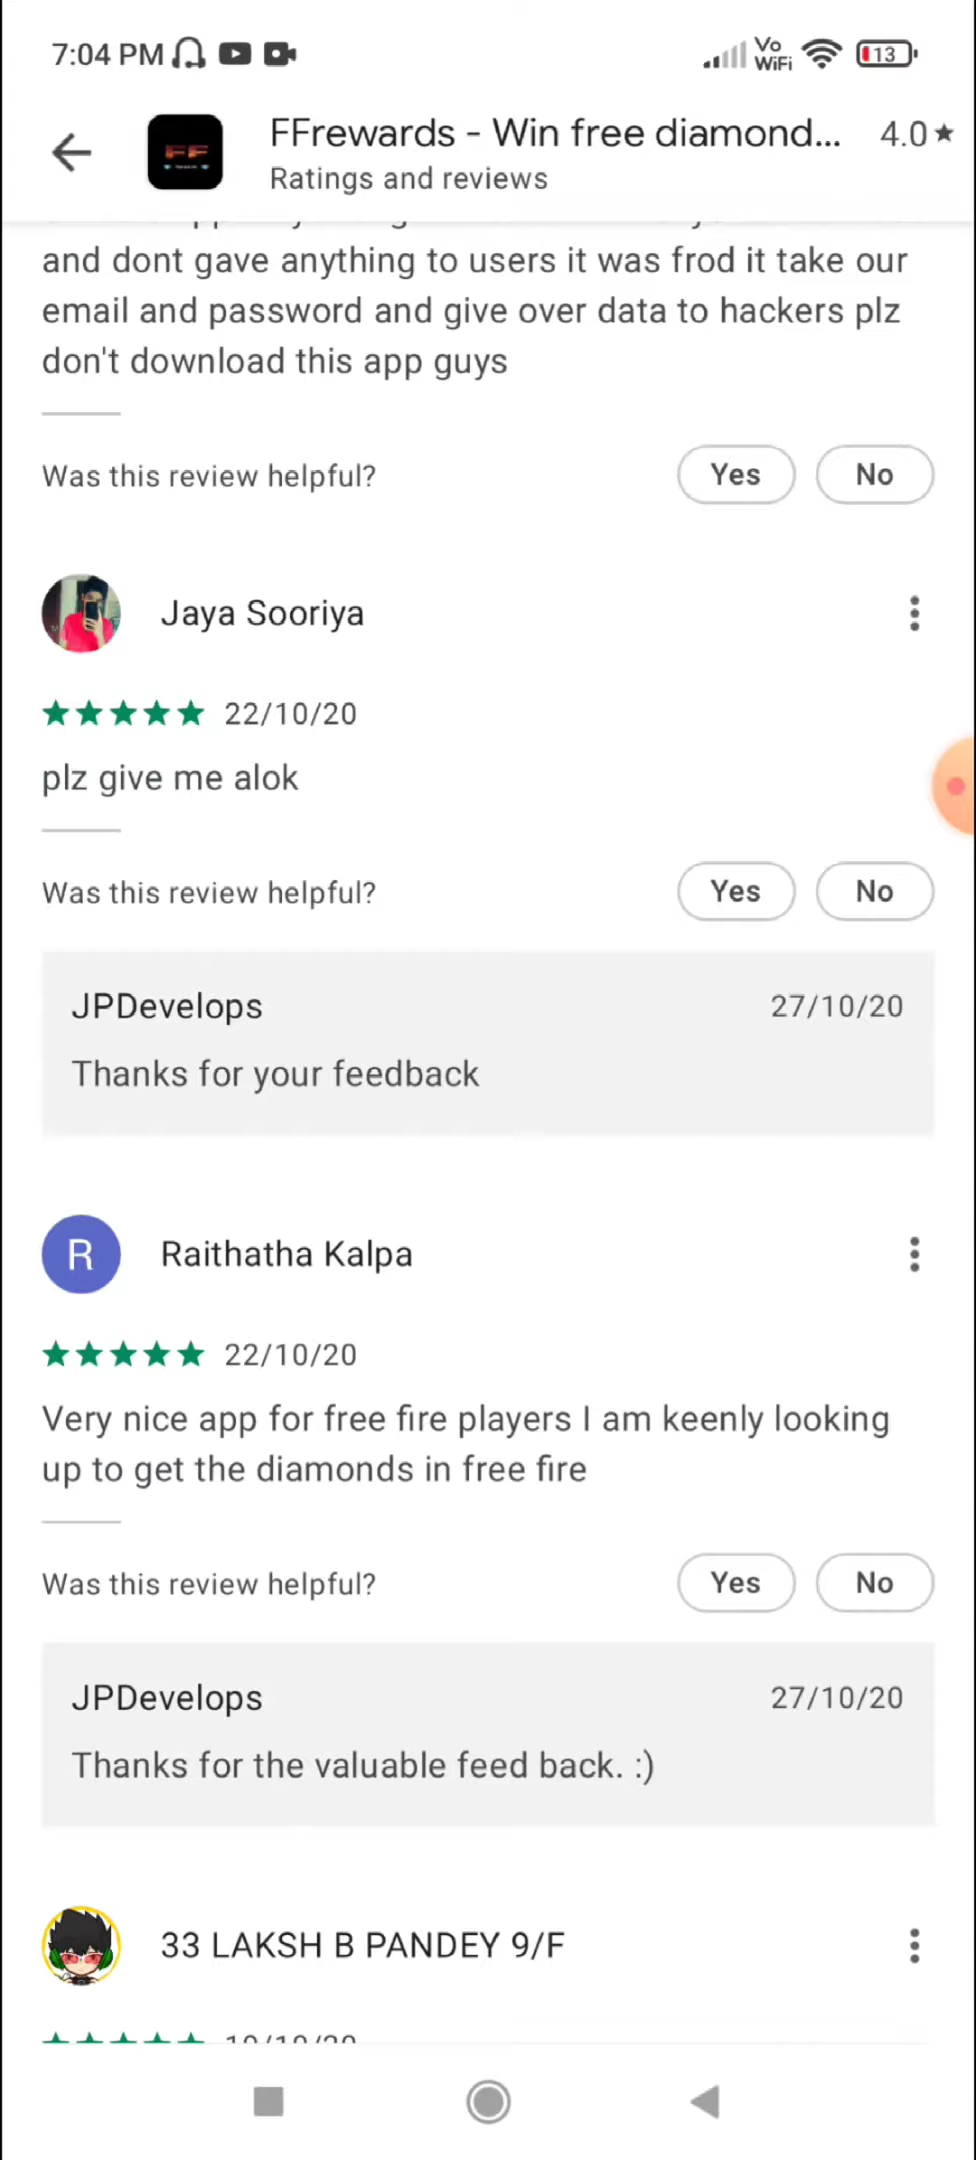 7:04 PM
Vo
WiFi
13
FFrewards - Win free diamond...
4.0★
Ratings and reviews
and dont gave anything to users it was frod it take our
email and password and give over data to hackers plz
don't download this app guys
Was this review helpful?
Yes
No
Jaya Sooriya
22/10/20
plz give me alok
Was this review helpful?
Yes
No
JPDevelops
27/10/20
Thanks for your feedback
R
Raithatha Kalpa
22/10/20
Very nice app for free fire players I am keenly looking
up to get the diamonds in free fire
Was this review helpful?
Yes
No
JPDevelops
27/10/20
Thanks for the valuable feed back. :)
33 LAKSH B PANDEY 9/F